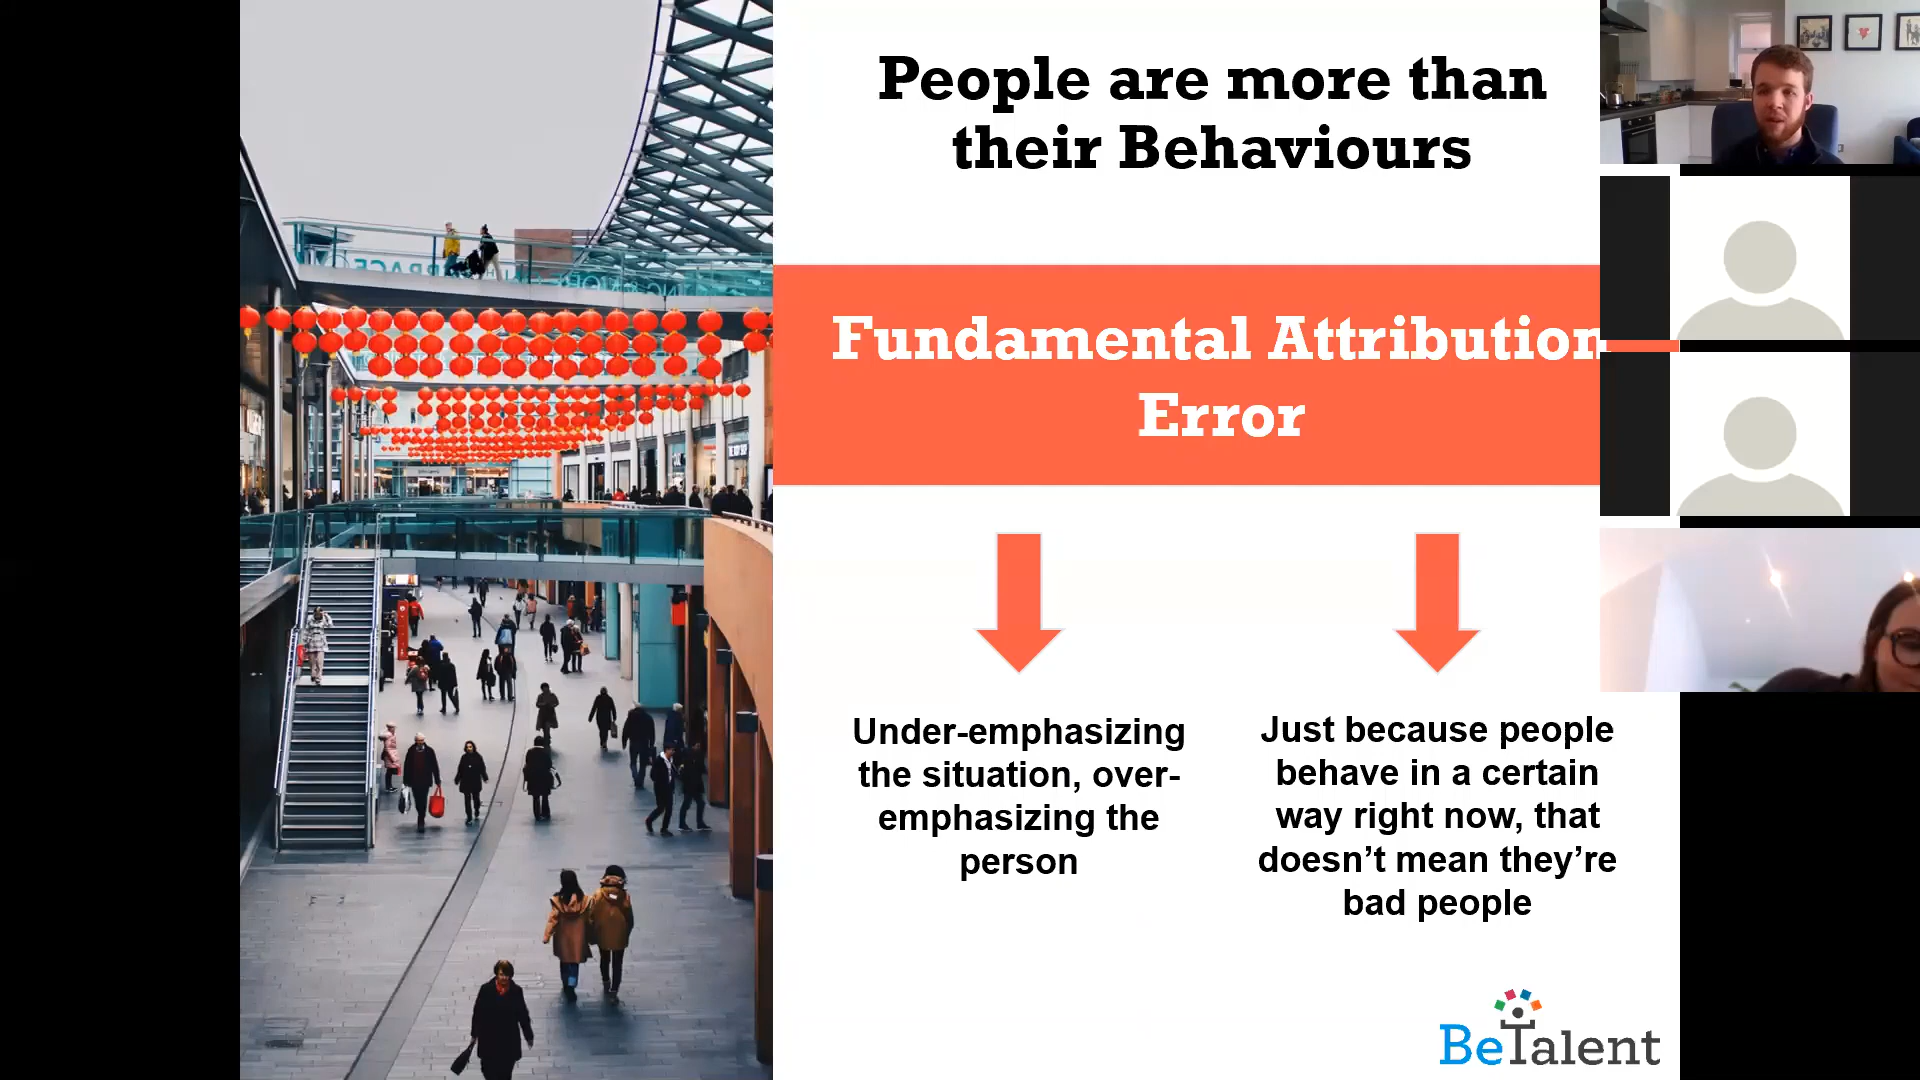 People are more than
their Behaviours
Fundamental Attribution
Error
Under-emphasizing
the situation, over-
emphasizing the
person
Just because people
behave in a certain
way right now, that
doesn’t mean they’re
bad people
BeTalent